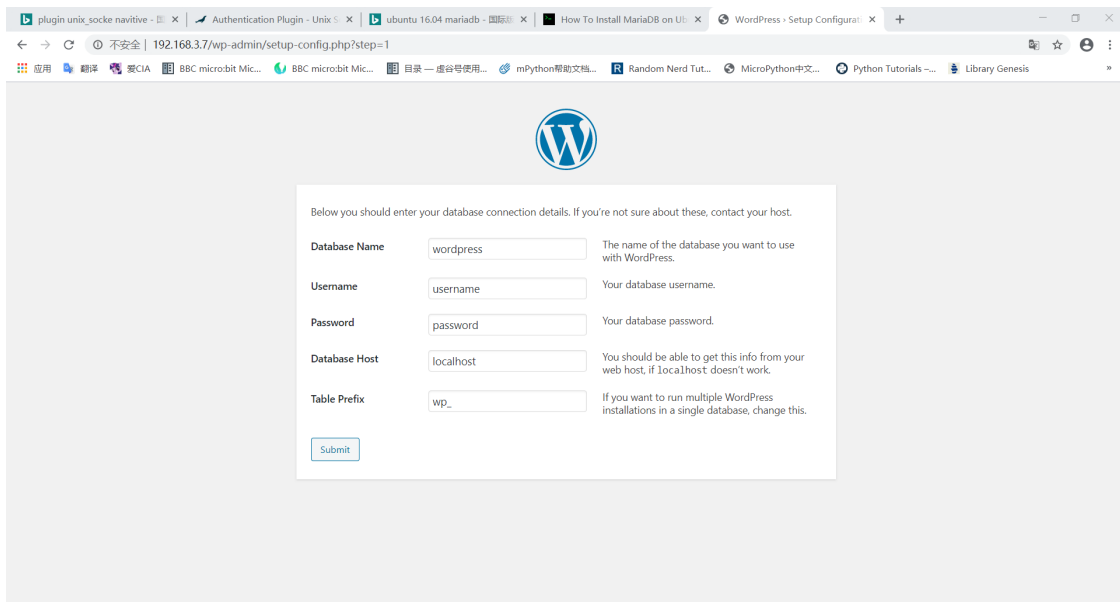 plugin unix_socke navitive - 国
Authentication Plugin - Unix S
ubuntu 16.04 mariadb - 国际版
How To Install MariaDB on Ub
WordPress › Setup Configurati
不安全 | 192.168.3.7/wp-admin/setup-config.php?step=1
应用 翻译 爱CIA BBC micro:bit Mic... BBC micro:bit Mic... 目录 — 虚谷号使用... mPython帮助文档... Random Nerd Tut... MicroPython中文... Python Tutorials –... Library Genesis »
Below you should enter your database connection details. If you're not sure about these, contact your host.
Database Name
wordpress
The name of the database you want to use
with WordPress.
Username
username
Your database username.
Password
password
Your database password.
Database Host
localhost
You should be able to get this info from your
web host, if localhost doesn't work.
Table Prefix
wp_
If you want to run multiple WordPress
installations in a single database, change this.
Submit